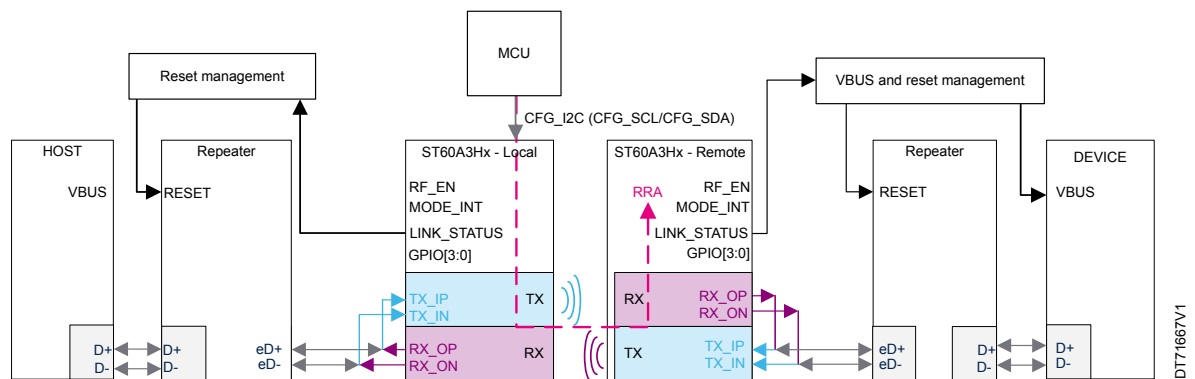 MCU
Reset management
VBUS and reset management
CFG_I2C (CFG_SCL/CFG_SDA)
HOST
VBUS
D+
D-
Repeater
RESET
D+
D-
eD+
eD-
ST60A3Hx - Local
RF_EN
MODE_INT
LINK_STATUS
GPIO[3:0]
TX_IP
TX_IN
TX
RX_OP
RX_ON
RX
ST60A3Hx - Remote
RRA
RF_EN
MODE_INT
LINK_STATUS
GPIO[3:0]
RX
RX_OP
RX_ON
TX
TX_IP
TX_IN
Repeater
RESET
eD+
eD-
D+
D-
DEVICE
VBUS
D+
D-
DT71667V1